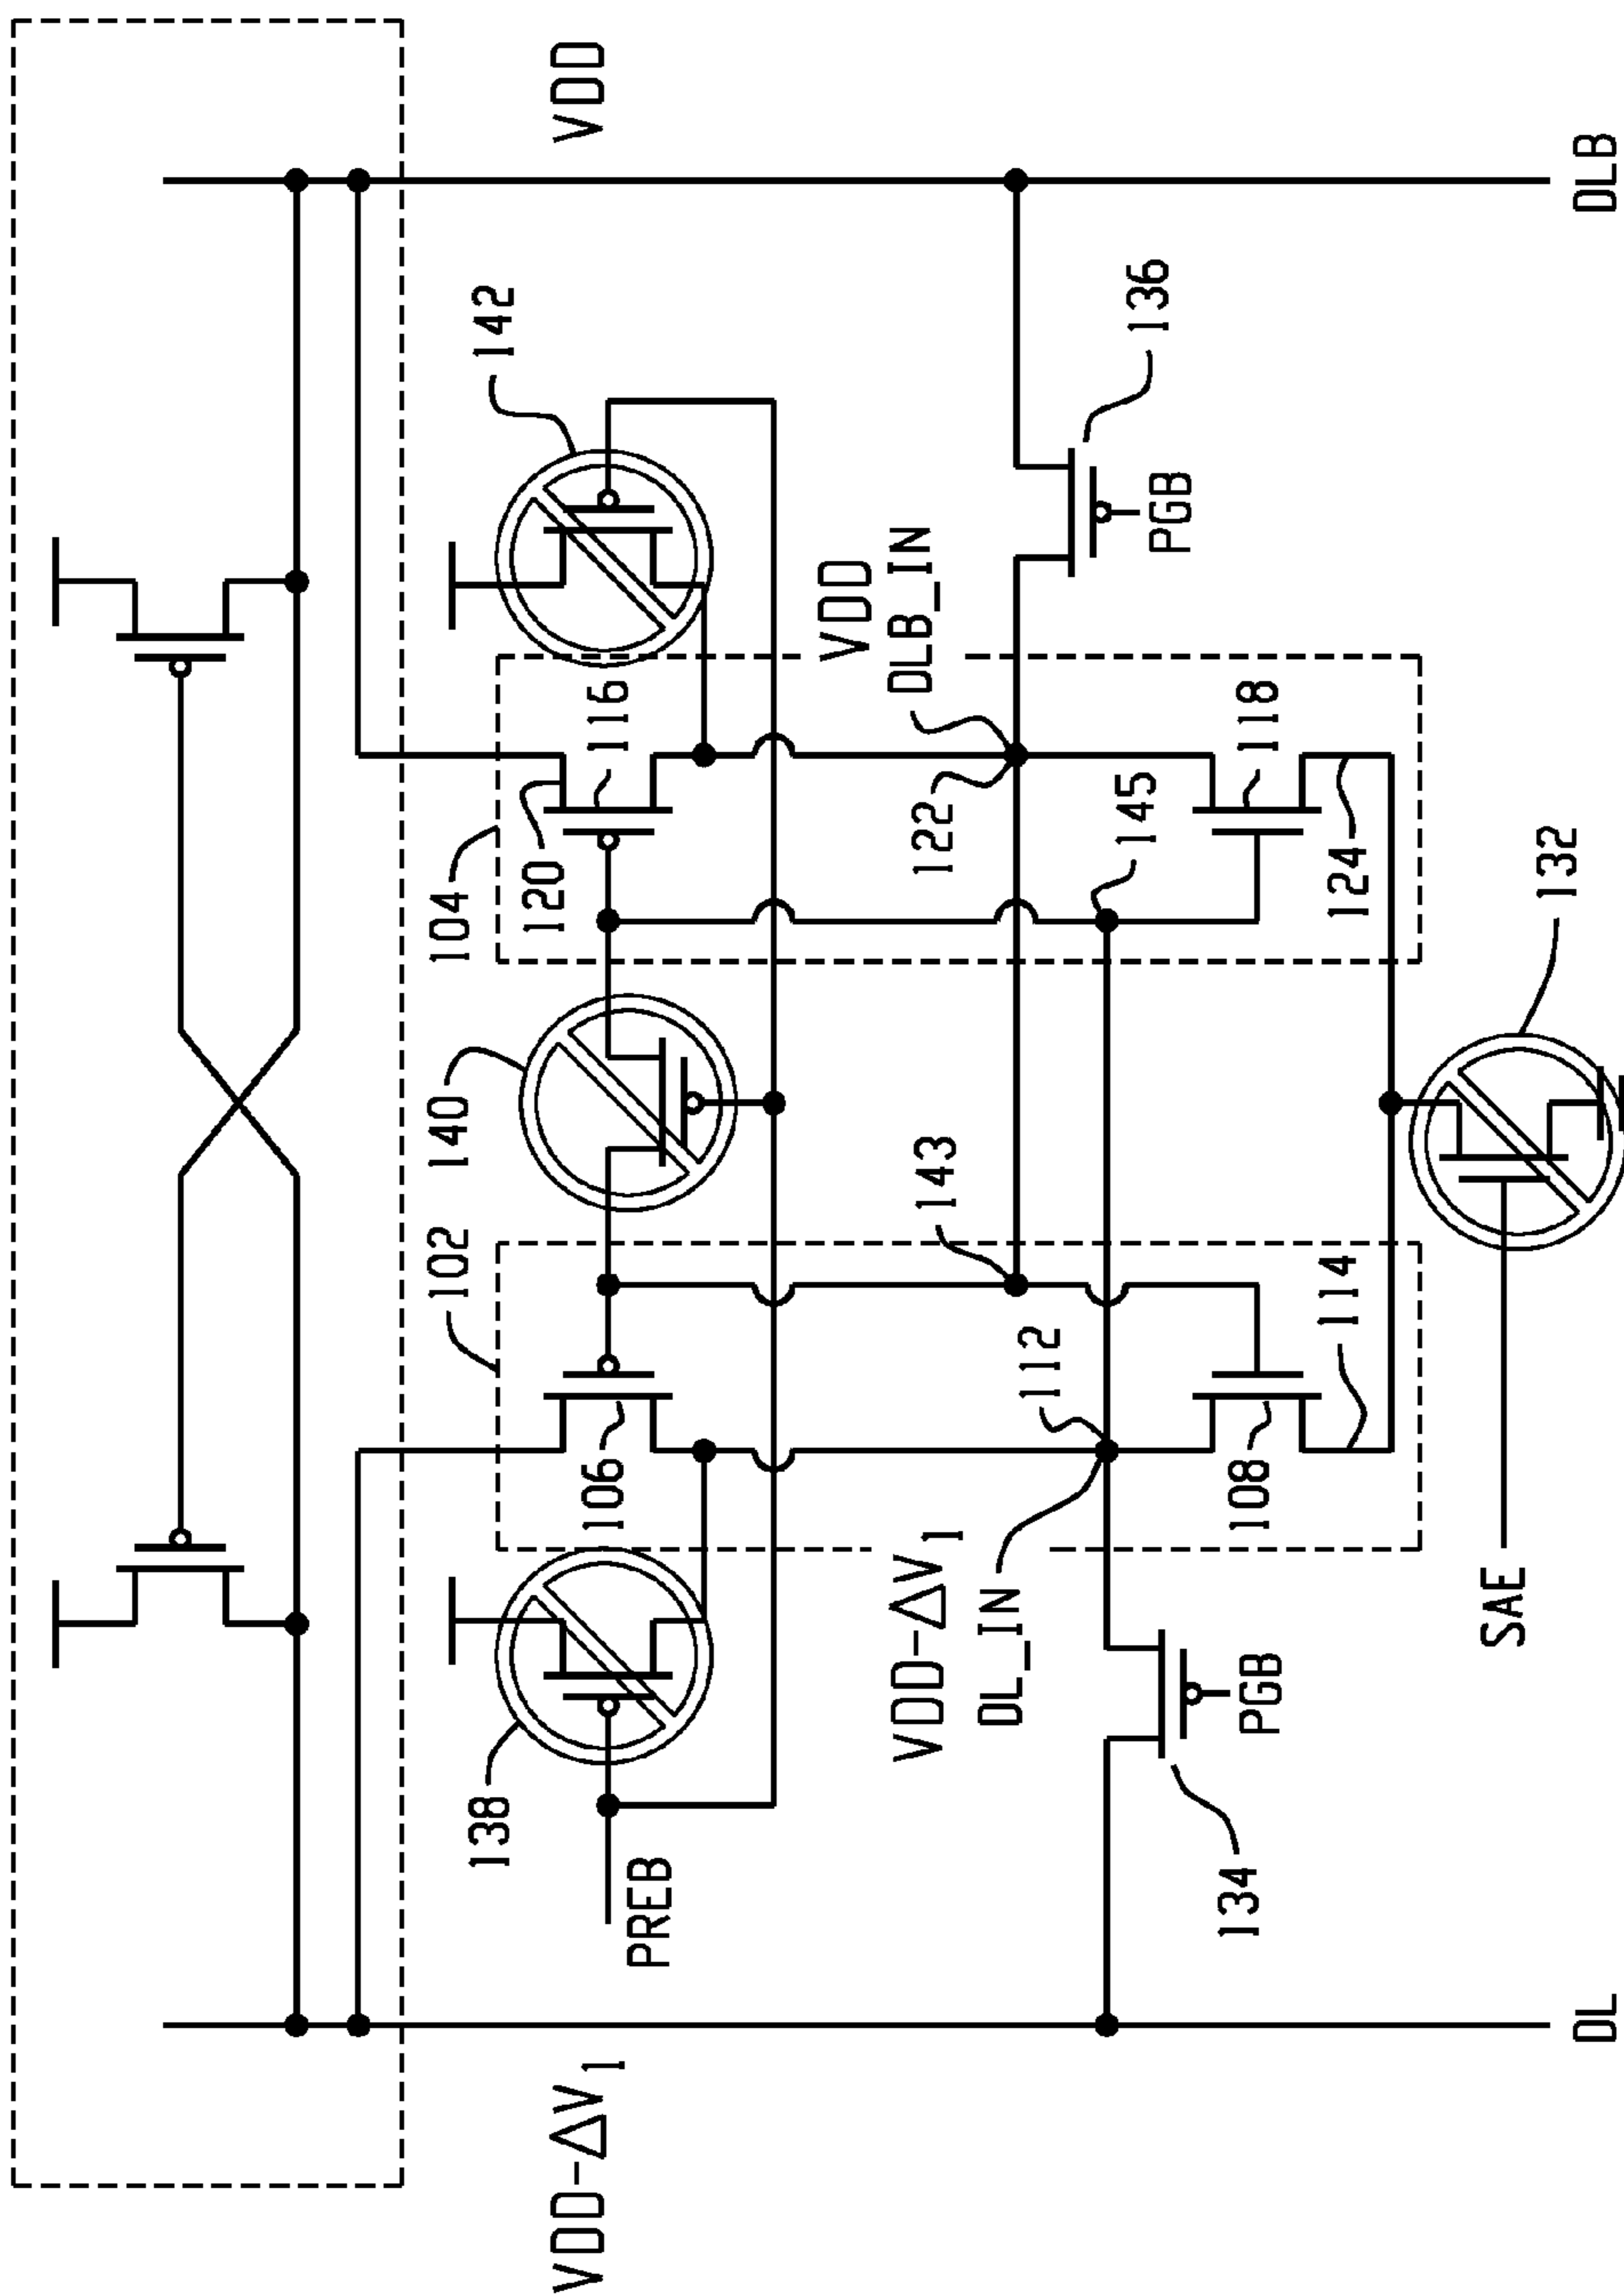 VDD-ΔV1
VDD
138
106
102
140
104
120
116
142
PREB
VDD-ΔV1
DL_IN
112
143
122
145
VDD
DLB_IN
136
PGB
134
PGB
108
114
124
118
SAE
132
DL
DLB